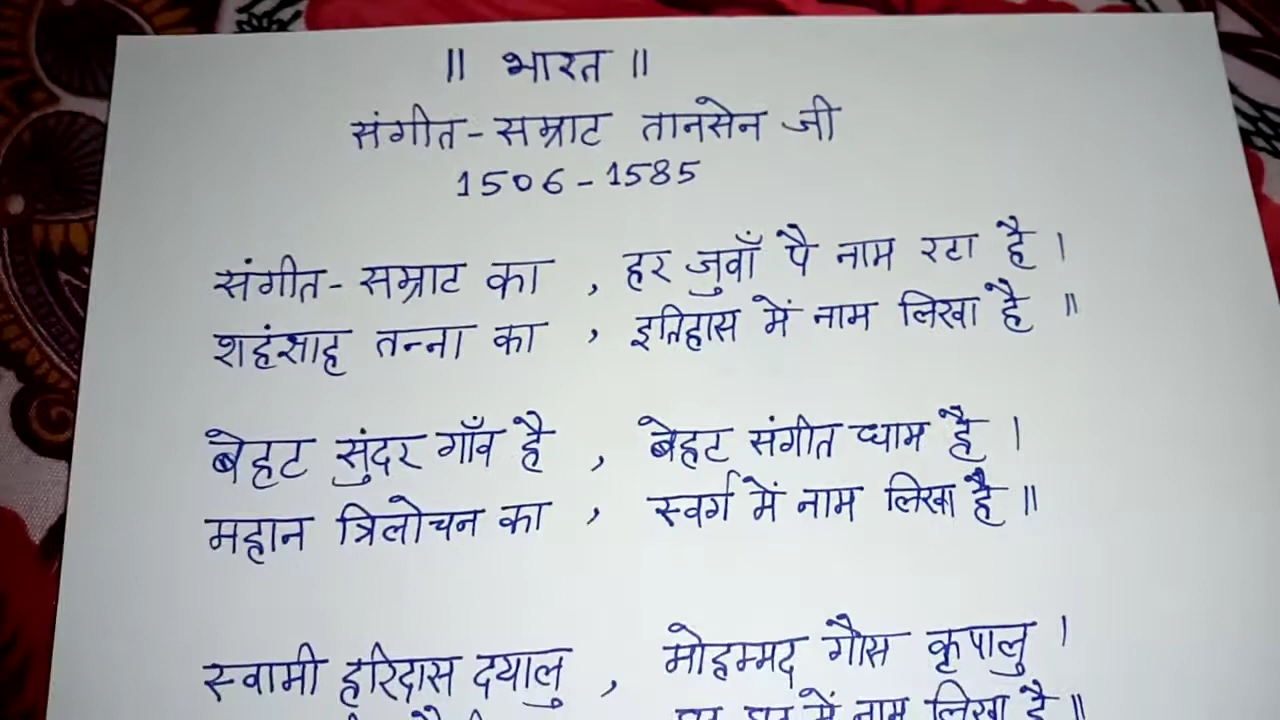 ॥ भारत ॥
संगीत-सम्राट तानसेन जी
1506-1585
संगीत-सम्राट का , हर जुवाँ पै नाम रटा है ।
शहंसाह तन्ना का , इतिहास में नाम लिखा है ॥
बेहट सुंदर गाँव है , बेहट संगीत धाम है ।
महान त्रिलोचन का , स्वर्ग में नाम लिखा है ॥
स्वामी हरिदास दयालु , मोहम्मद गौस कृपालु ।
में नाम लिखा है ॥